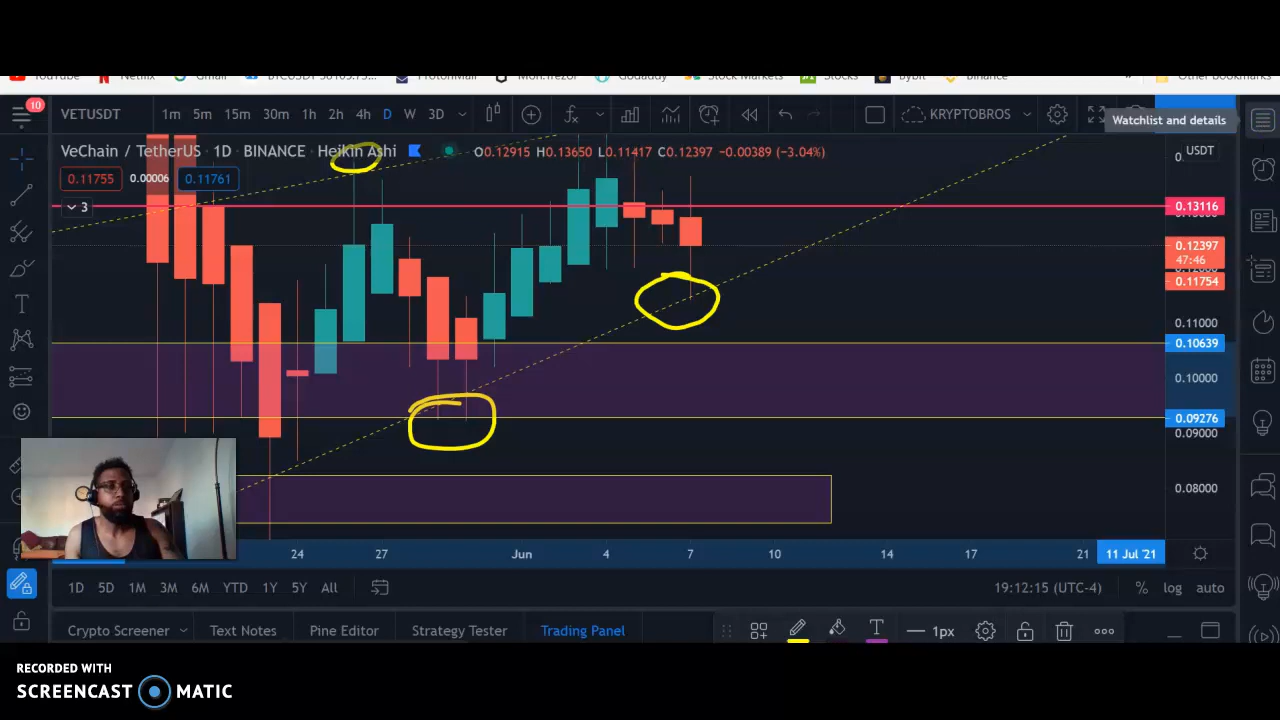 YouTube Netflix Gmail BTCUSDT ProtonMail Godaddy Stock Markets Stocks Bybit Binance » Other bookmarks
10 VETUSDT 1m 5m 15m 30m 1h 2h 4h D W 3D KRYPTOBROS
Watchlist and details
VeChain / TetherUS · 1D · BINANCE · Heikin Ashi O0.12915 H0.13650 L0.11417 C0.12397 −0.00389 (−3.04%)
USDT
0.11755 0.00006 0.11761
3
0.13116
0.12397
47:46
0.11754
0.11000
0.10639
0.10000
0.09276
0.09000
0.08000
24 27 Jun 4 7 10 14 17 21 11 Jul '21
1D 5D 1M 3M 6M YTD 1Y 5Y All 19:12:15 (UTC-4) % log auto
Crypto Screener Text Notes Pine Editor Strategy Tester Trading Panel 1px
RECORDED WITH
SCREENCAST MATIC